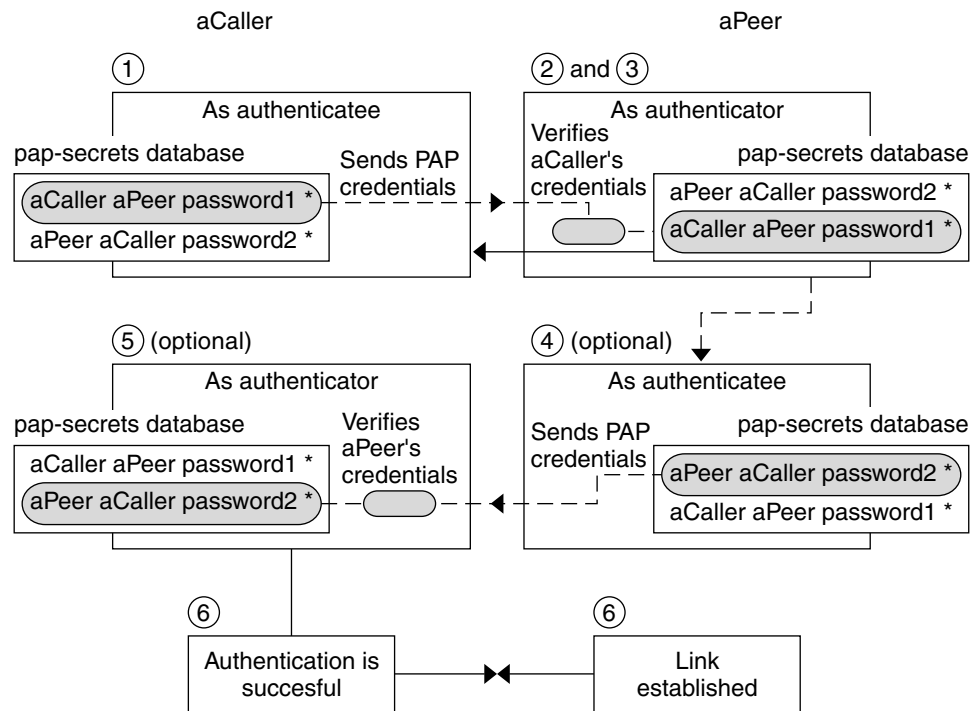 aCaller
aPeer
1
2 and 3
As authenticatee
As authenticator
pap-secrets database
Sends PAP
credentials
Verifies
aCaller's
credentials
pap-secrets database
aCaller aPeer password1 *
aPeer aCaller password2 *
aPeer aCaller password2 *
aCaller aPeer password1 *
5 (optional)
4 (optional)
As authenticator
As authenticatee
pap-secrets database
Verifies
aPeer's
credentials
Sends PAP
credentials
pap-secrets database
aCaller aPeer password1 *
aPeer aCaller password2 *
aPeer aCaller password2 *
aCaller aPeer password1 *
6
6
Authentication is
succesful
Link
established